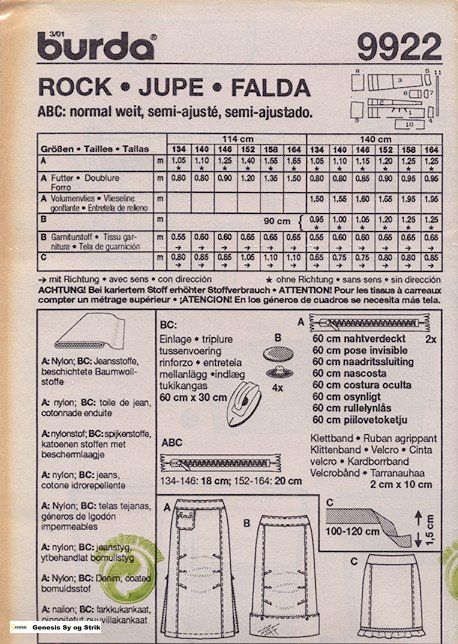 3/01
burda® 9922
ROCK • JUPE • FALDA
ABC: normal weit, semi-ajusté, semi-ajustado.
114 cm 140 cm
Größen • Tailles • Tallas 134 140 146 152 158 164 134 140 146 152 158 164
A m 1.05 1.10 1.25 1.40 1.55 1.65 1.05 1.10 1.15 1.20 1.25 1.25
A Futter • Doublure m 0.80 0.80 0.90 1.20 1.35 1.50 0.80 0.80 0.85 0.90 0.95 0.95
Forro
A Volumenvlies • Vlieseline m 1.50 1.55 1.60 1.65 1.95 1.95
gonflante • Entretela de relleno
B m 90 cm 0.95 1.00 1.05 1.20 1.25 1.25
B Garniturstoff • Tissu gar- m 0.55 0.55 0.60 0.60 0.65 0.65 0.55 0.60 0.60 0.65 0.65 0.65
niture • Tela de guarnición
C m 0.80 0.80 0.85 1.00 1.05 1.10 0.70 0.75 0.75 0.80 0.85 0.85
→ mit Richtung • avec sens • con dirección ★ ohne Richtung • sans sens • sin dirección
ACHTUNG! Bei kariertem Stoff erhöhter Stoffverbrauch • ATTENTION! Pour les tissus à carreaux
compter un métrage supérieur • ¡ATENCION! En los géneros de cuadros se necesita más tela.
A: Nylon; BC: Jeansstoffe,
beschichtete Baumwoll-
stoffe
A: nylon; BC: toile de jean,
cotonnade enduite
A: nylonstof; BC: spijkerstoffe,
katoenen stoffen met
beschermlaagje
A: nylon; BC: jeans,
cotone idrorepellente
A: Nylón; BC: telas tejanas,
géneros de lgodón
impermeables
A: nylon; BC: jeanstyg,
ytbehandlat bomullstyg
A: Nylon; BC: Denim, coated
bomuldsstof
A: nailon; BC: farkkukankaat,
pinnoitetut puuvillakankaat
BC:
Einlage • triplure
tussenvoering
rinforzo • entretela
mellanlägg •indlæg
tukikangas
60 cm x 30 cm
B
4x
A
2x
60 cm nahtverdeckt
60 cm pose invisible
60 cm naadritssluiting
60 cm nascosta
60 cm costura oculta
60 cm osynligt
60 cm rullelynlås
60 cm piilovetoketju
Klettband • Ruban agrippant
Klittenband • Velcro • Cinta
velcro • Kardborrband
Velcrobånd • Tarranauhaa
2 cm x 10 cm
ABC
134-146: 18 cm; 152-164: 20 cm
C
100-120 cm
1,5 cm
A
B
C
Genesis Sy og Strik